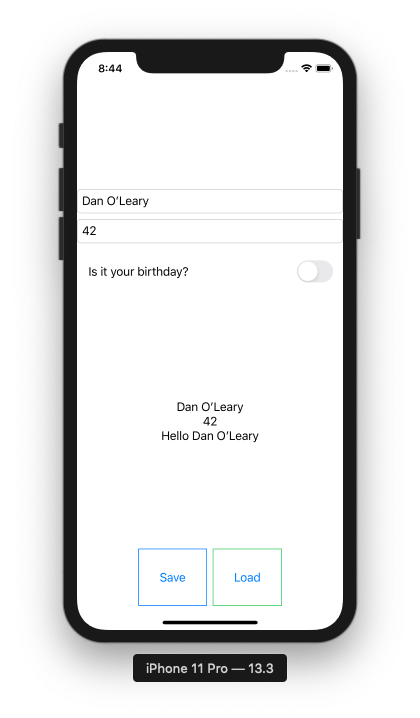 8:44
Dan O’Leary
42
Is it your birthday?
Dan O’Leary
42
Hello Dan O’Leary
Save Load
iPhone 11 Pro — 13.3